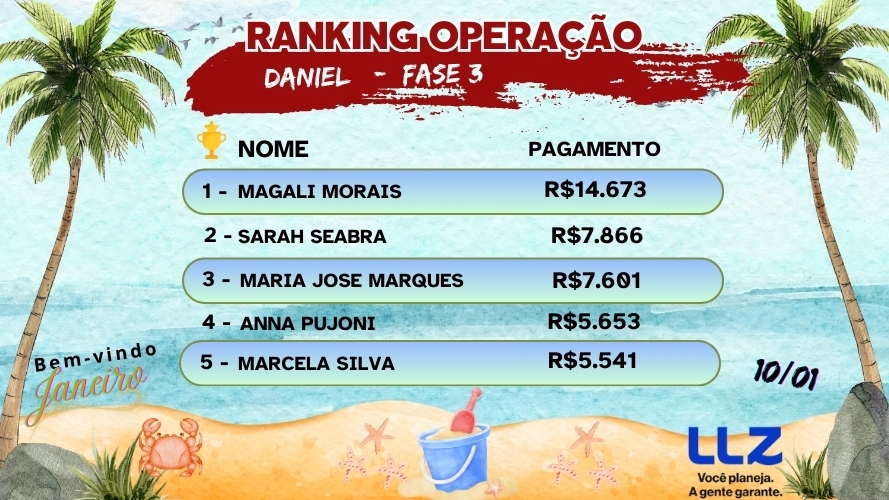 RANKING OPERAÇÃO
DANIEL - FASE 3
NOME PAGAMENTO
1 - MAGALI MORAIS R$14.673
2 - SARAH SEABRA R$7.866
3 - MARIA JOSE MARQUES R$7.601
4 - ANNA PUJONI R$5.653
5 - MARCELA SILVA R$5.541
Bem-vindo
Janeiro
10/01
LLZ
Você planeja.
A gente garante.